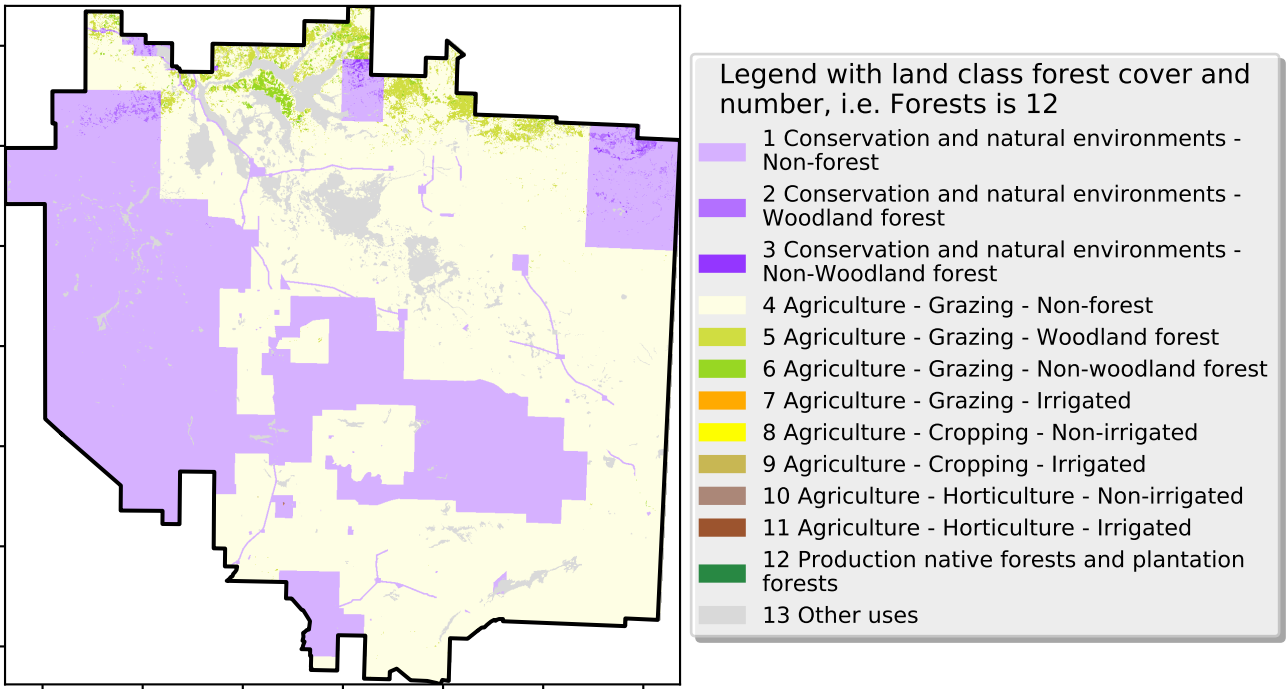 Legend with land class forest cover and
number, i.e. Forests is 12
1 Conservation and natural environments -
Non-forest
2 Conservation and natural environments -
Woodland forest
3 Conservation and natural environments -
Non-Woodland forest
4 Agriculture - Grazing - Non-forest
5 Agriculture - Grazing - Woodland forest
6 Agriculture - Grazing - Non-woodland forest
7 Agriculture - Grazing - Irrigated
8 Agriculture - Cropping - Non-irrigated
9 Agriculture - Cropping - Irrigated
10 Agriculture - Horticulture - Non-irrigated
11 Agriculture - Horticulture - Irrigated
12 Production native forests and plantation
forests
13 Other uses